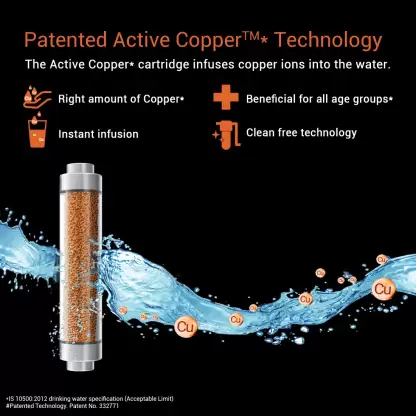 Patented Active Copper™* Technology
The Active Copper* cartridge infuses copper ions into the water.
Right amount of Copper*
Beneficial for all age groups*
Instant infusion
Clean free technology
Cu
Cu
Cu
Cu
Cu
Cu
*IS 10500:2012 drinking water specification (Acceptable Limit)
#Patented Technology. Patent No. 332771